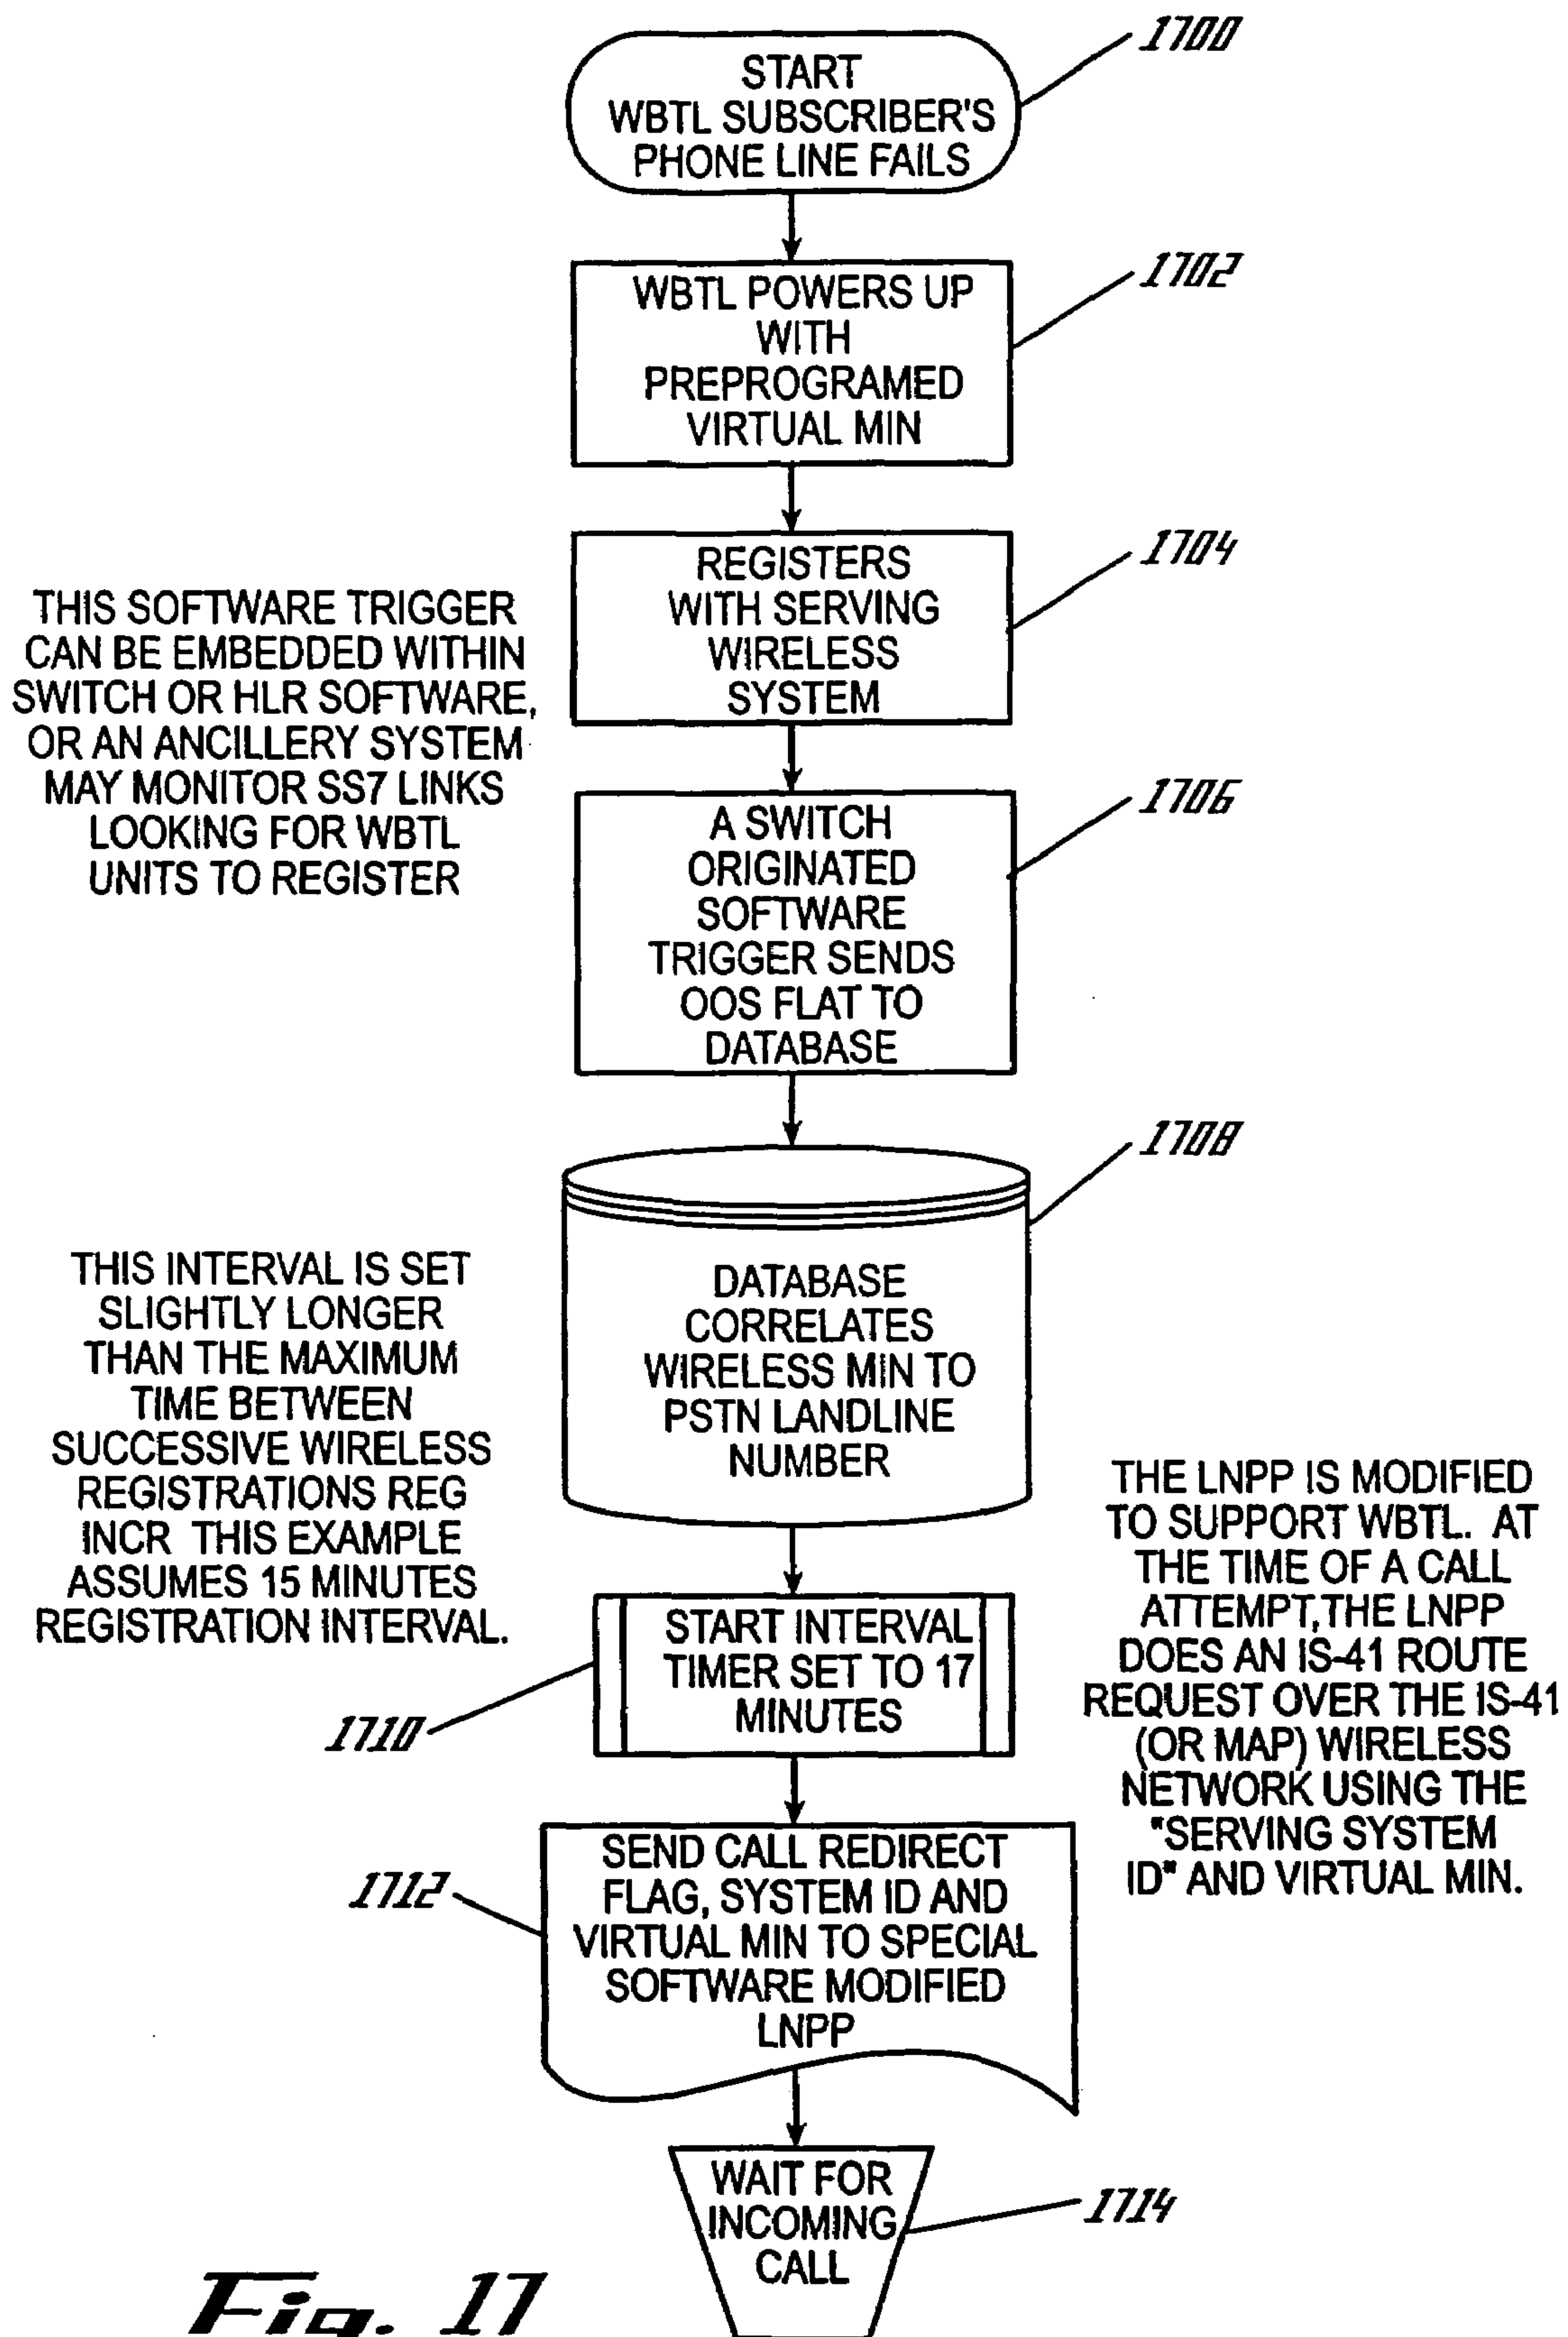 1700
START
WBTL SUBSCRIBER'S
PHONE LINE FAILS
1702
WBTL POWERS UP
WITH
PREPROGRAMED
VIRTUAL MIN
1704
REGISTERS
WITH SERVING
WIRELESS
SYSTEM
THIS SOFTWARE TRIGGER
CAN BE EMBEDDED WITHIN
SWITCH OR HLR SOFTWARE,
OR AN ANCILLERY SYSTEM
MAY MONITOR SS7 LINKS
LOOKING FOR WBTL
UNITS TO REGISTER
1706
A SWITCH
ORIGINATED
SOFTWARE
TRIGGER SENDS
OOS FLAT TO
DATABASE
1708
DATABASE
CORRELATES
WIRELESS MIN TO
PSTN LANDLINE
NUMBER
THIS INTERVAL IS SET
SLIGHTLY LONGER
THAN THE MAXIMUM
TIME BETWEEN
SUCCESSIVE WIRELESS
REGISTRATIONS REG
INCR THIS EXAMPLE
ASSUMES 15 MINUTES
REGISTRATION INTERVAL.
START INTERVAL
TIMER SET TO 17
MINUTES
1710
THE LNPP IS MODIFIED
TO SUPPORT WBTL. AT
THE TIME OF A CALL
ATTEMPT,THE LNPP
DOES AN IS-41 ROUTE
REQUEST OVER THE IS-41
(OR MAP) WIRELESS
NETWORK USING THE
"SERVING SYSTEM
ID" AND VIRTUAL MIN.
1712
SEND CALL REDIRECT
FLAG, SYSTEM ID AND
VIRTUAL MIN TO SPECIAL
SOFTWARE MODIFIED
LNPP
WAIT FOR
INCOMING
CALL
1714
Fig. 17